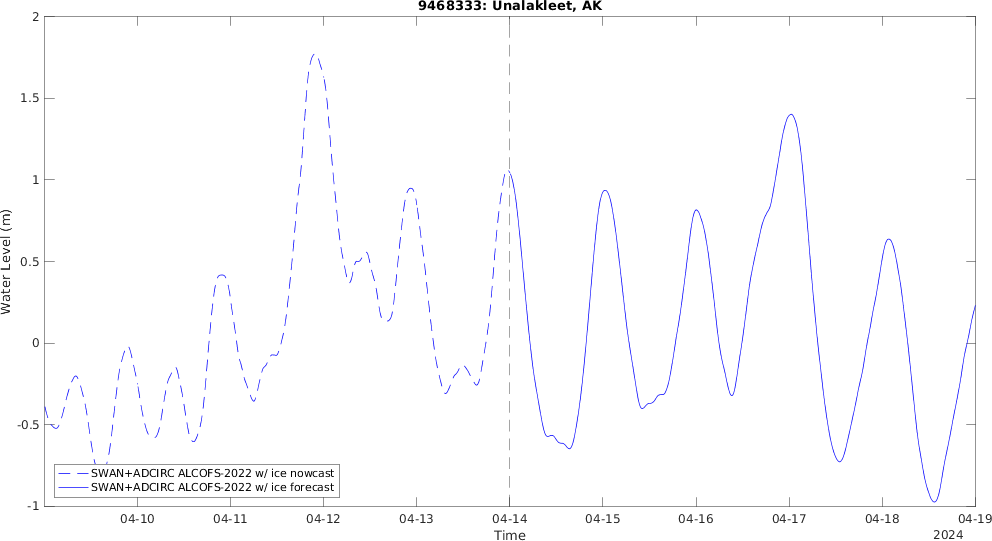 9468333: Unalakleet, AK
2
1.5
1
0.5
0
-0.5
-1
Water Level (m)
SWAN+ADCIRC ALCOFS-2022 w/ ice nowcast
SWAN+ADCIRC ALCOFS-2022 w/ ice forecast
04-10 04-11 04-12 04-13 04-14 04-15 04-16 04-17 04-18 04-19
Time
2024